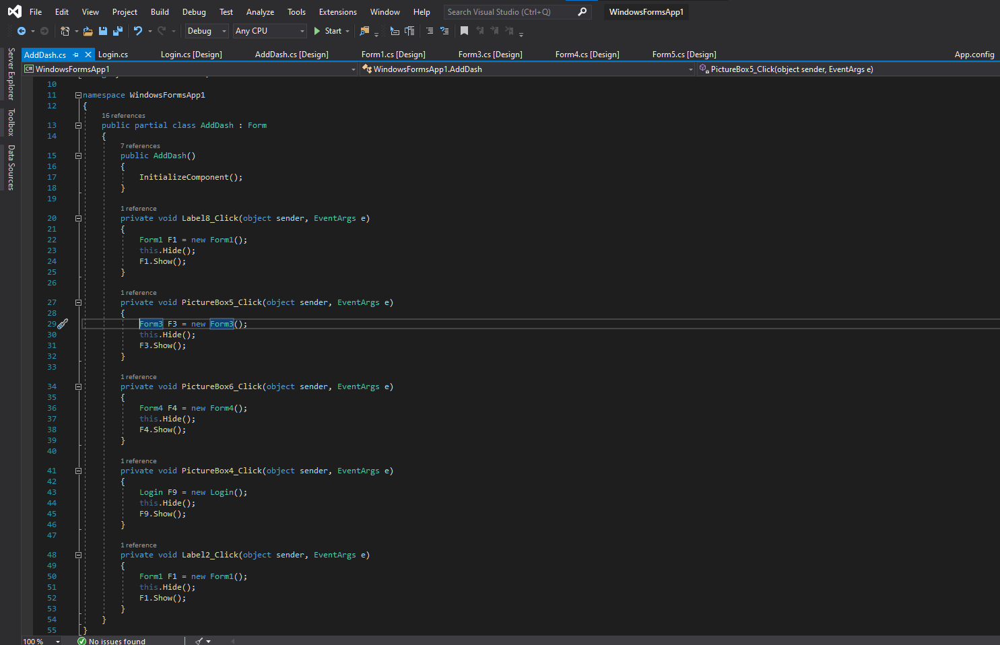 File Edit View Project Build Debug Test Analyze Tools Extensions Window Help Search Visual Studio (Ctrl+Q) WindowsFormsApp1
Debug Any CPU Start
AddDash.cs Login.cs Login.cs [Design] AddDash.cs [Design] Form1.cs [Design] Form3.cs [Design] Form4.cs [Design] Form5.cs [Design] App.config
C# WindowsFormsApp1 WindowsFormsApp1.AddDash PictureBox5_Click(object sender, EventArgs e)
Server Explorer
Toolbox
Data Sources
10
11 namespace WindowsFormsApp1
12 {
16 references
13 public partial class AddDash : Form
14 {
7 references
15 public AddDash()
16 {
17 InitializeComponent();
18 }
19
1 reference
20 private void Label8_Click(object sender, EventArgs e)
21 {
22 Form1 F1 = new Form1();
23 this.Hide();
24 F1.Show();
25 }
26
1 reference
27 private void PictureBox5_Click(object sender, EventArgs e)
28 {
29 Form3 F3 = new Form3();
30 this.Hide();
31 F3.Show();
32 }
33
1 reference
34 private void PictureBox6_Click(object sender, EventArgs e)
35 {
36 Form4 F4 = new Form4();
37 this.Hide();
38 F4.Show();
39 }
40
1 reference
41 private void PictureBox4_Click(object sender, EventArgs e)
42 {
43 Login F9 = new Login();
44 this.Hide();
45 F9.Show();
46 }
47
1 reference
48 private void Label2_Click(object sender, EventArgs e)
49 {
50 Form1 F1 = new Form1();
51 this.Hide();
52 F1.Show();
53 }
54 }
55 }
100 % No issues found